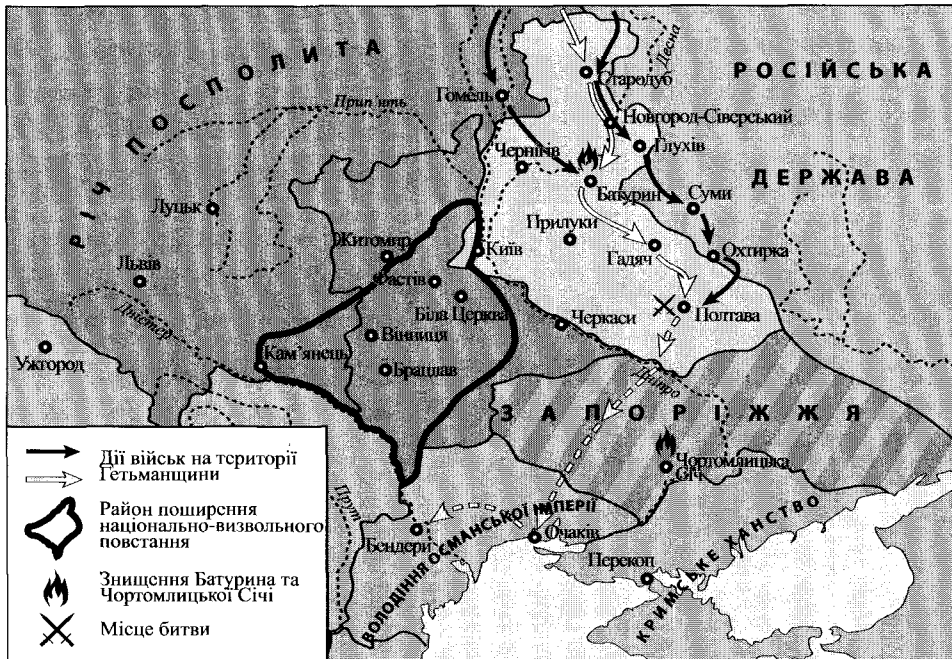 РІЧ ПОСПОЛИТА
РОСІЙСЬКА
ДЕРЖАВА
Десна
Стародуб
Гомель
Прип'ять
Новгород-Сіверський
Глухів
Чернігів
Батурин
Суми
Луцьк
Прилуки
Житомир
Київ
Гадяч
Охтирка
Львів
Фастів
Біла Церква
Полтава
Дністер
Черкаси
Вінниця
Ужгород
Кам'янець
Брацлав
Дніпро
ЗАПОРІЖЖЯ
Чортомлицька
Січ
Прут
Бендери
Очаків
Перекоп
ВОЛОДІННЯ ОСМАНСЬКОЇ ІМПЕРІЇ
КРИМСЬКЕ ХАНСТВО
Дії військ на території
Гетьманщини
Район поширення
національно-визвольного
повстання
Знищення Батурина та
Чортомлицької Січі
Місце битви